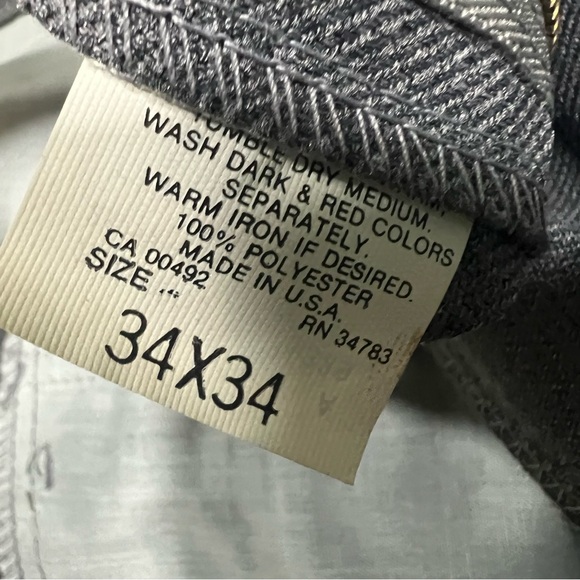 TUMBLE DRY MEDIUM.
WASH DARK & RED COLORS
SEPARATELY.
WARM IRON IF DESIRED.
100% POLYESTER
MADE IN U.S.A.
CA 00492 RN 34783
SIZE
34X34